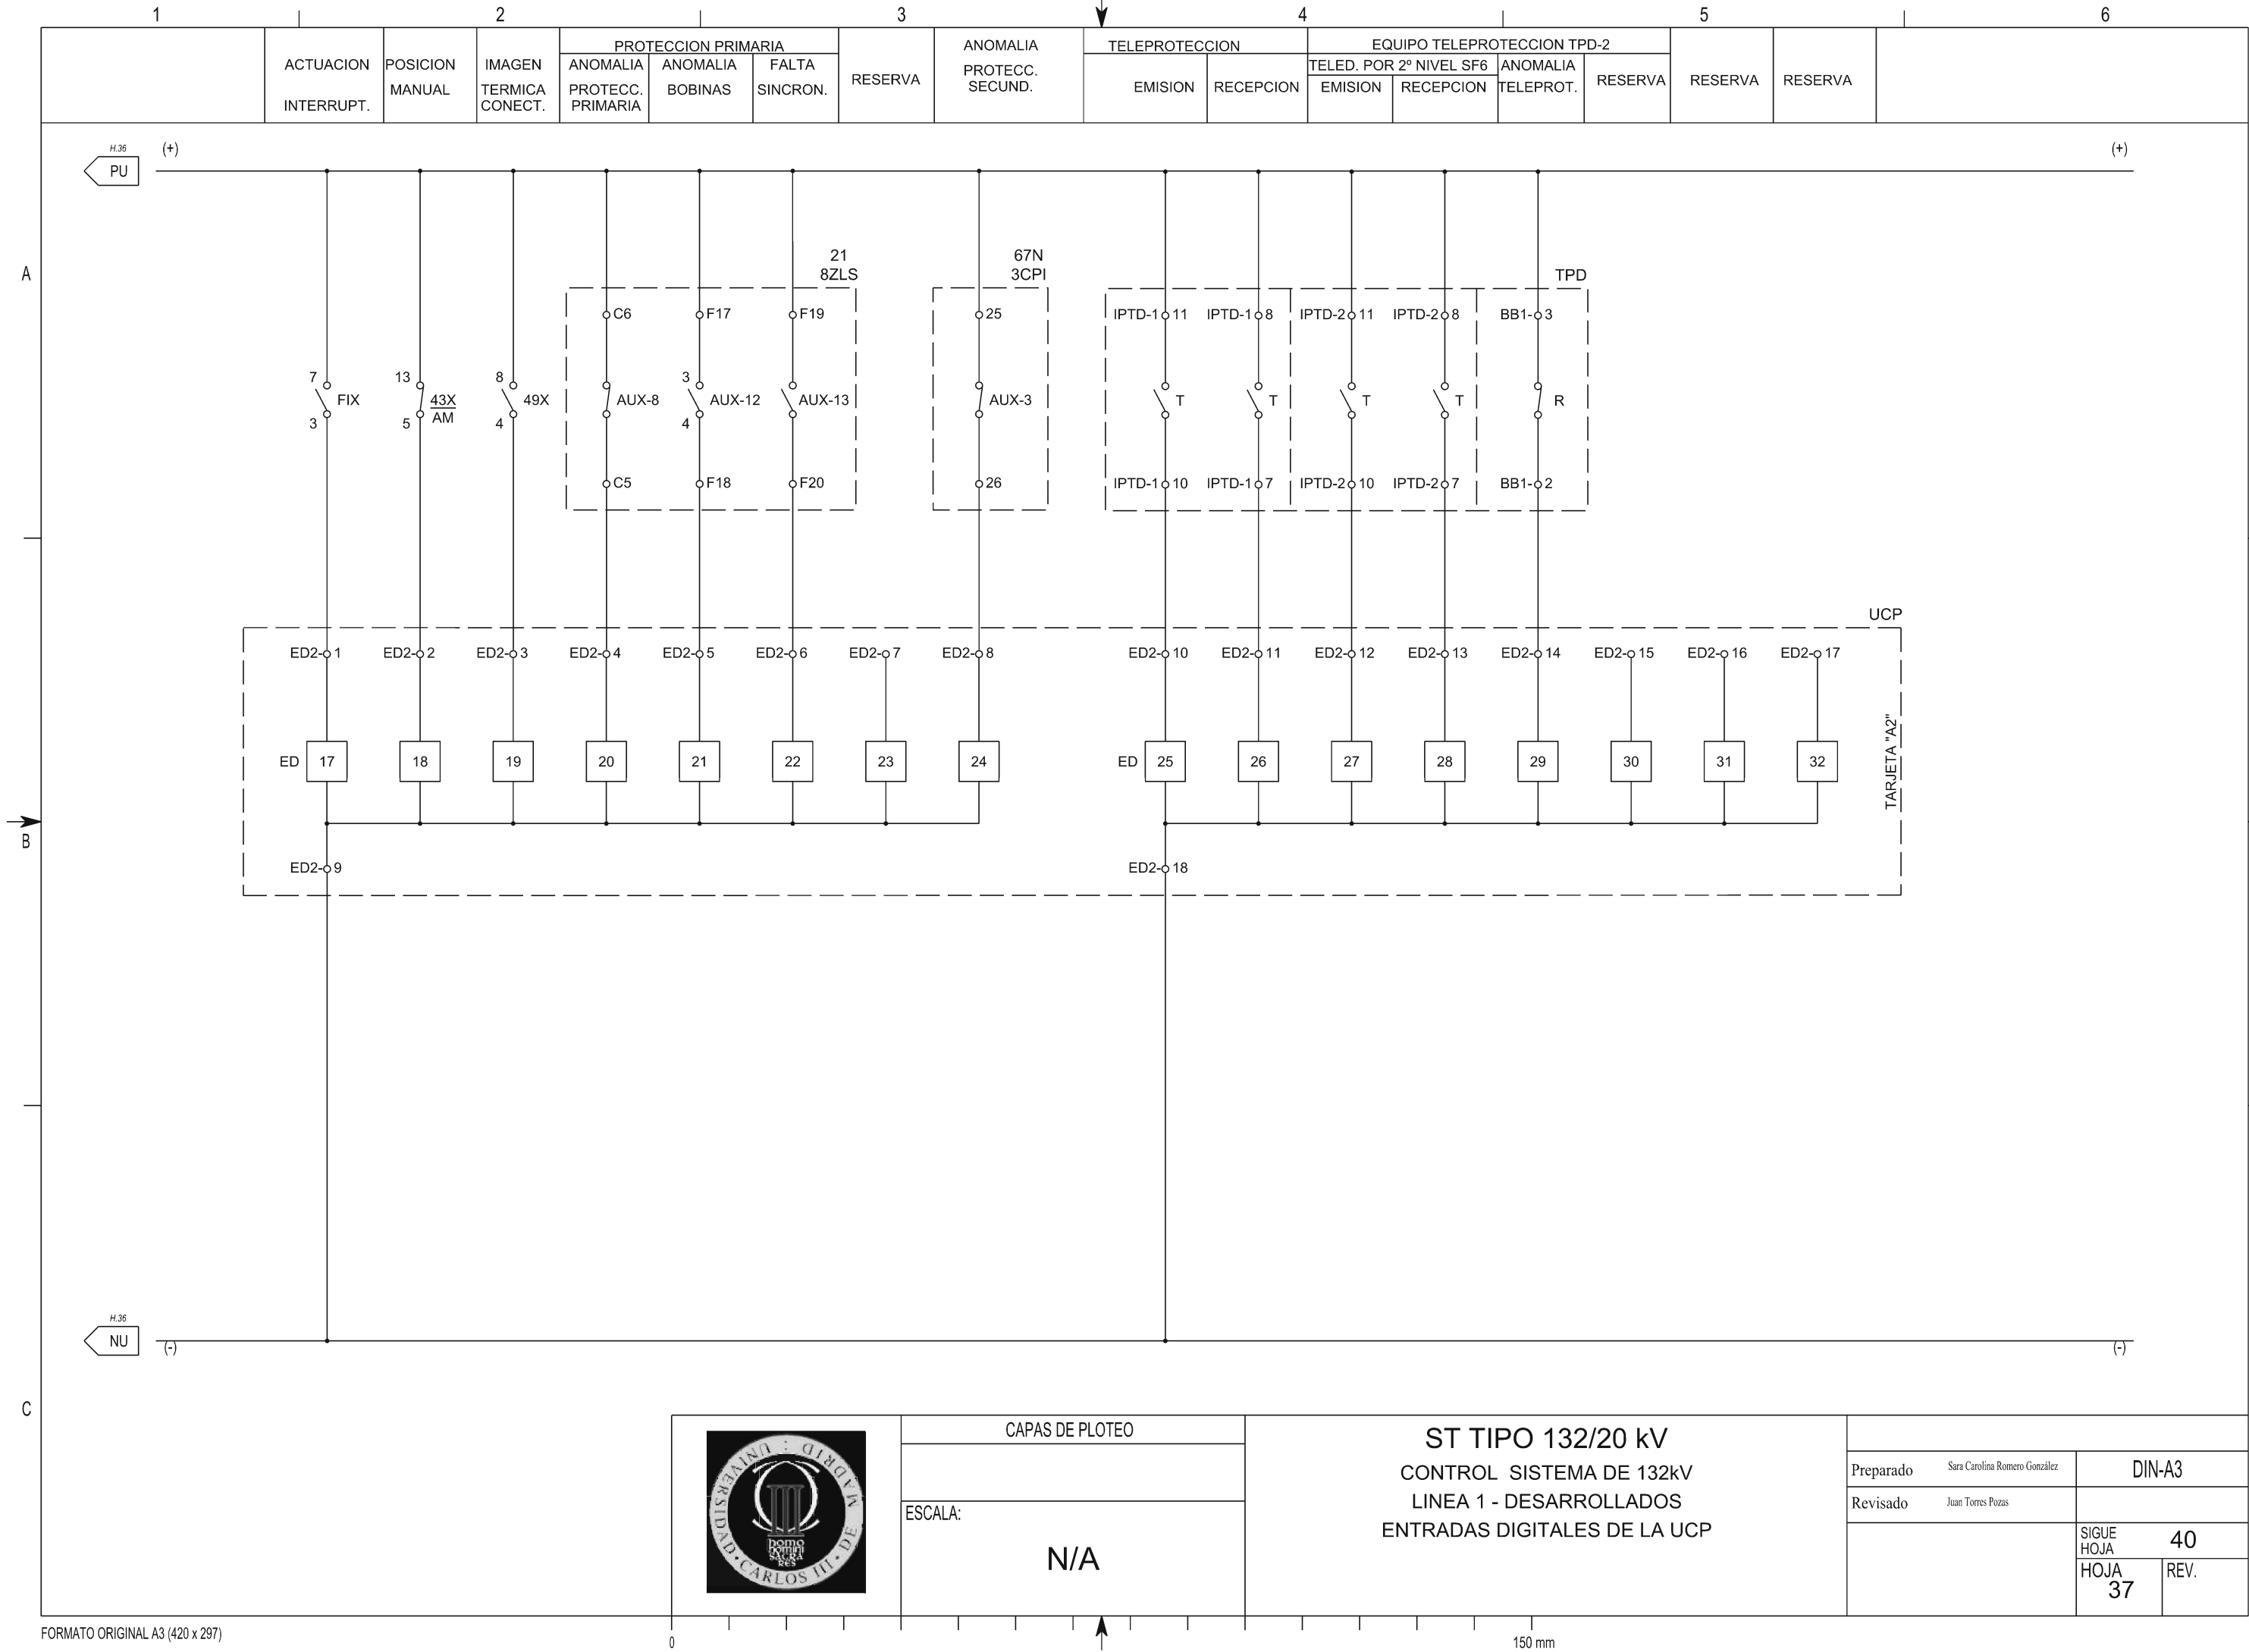 1 2 3 4 5 6
PROTECCION PRIMARIA ANOMALIA TELEPROTECCION EQUIPO TELEPROTECCION TPD-2
ACTUACION POSICION IMAGEN ANOMALIA ANOMALIA FALTA PROTECC. TELED. POR 2º NIVEL SF6 ANOMALIA
INTERRUPT. MANUAL TERMICA PROTECC. BOBINAS SINCRON. RESERVA SECUND. EMISION RECEPCION EMISION RECEPCION TELEPROT. RESERVA RESERVA RESERVA
CONECT. PRIMARIA
H.36 (+) (+)
PU
A
21 67N
8ZLS 3CPI TPD
C6 F17 F19 25 IPTD-1 11 IPTD-1 8 IPTD-2 11 IPTD-2 8 BB1- 3
7 13 8 3
FIX 43X 49X AUX-8 AUX-12 AUX-13 AUX-3 T T T T R
AM
3 5 4 4
C5 F18 F20 26 IPTD-1 10 IPTD-1 7 IPTD-2 10 IPTD-2 7 BB1- 2
UCP
ED2- 1 ED2- 2 ED2- 3 ED2- 4 ED2- 5 ED2- 6 ED2- 7 ED2- 8 ED2- 10 ED2- 11 ED2- 12 ED2- 13 ED2- 14 ED2- 15 ED2- 16 ED2- 17
ED 17 18 19 20 21 22 23 24 ED 25 26 27 28 29 30 31 32
TARJETA "A2"
B
ED2- 9 ED2- 18
H.36
NU
(-) (-)
C
UNIVERSIDAD · CARLOS III · DE MADRID :
homo
homini
SACRA
RES
CAPAS DE PLOTEO
ESCALA:
N/A
ST TIPO 132/20 kV
CONTROL SISTEMA DE 132kV
LINEA 1 - DESARROLLADOS
ENTRADAS DIGITALES DE LA UCP
Preparado Sara Carolina Romero González DIN-A3
Revisado Juan Torres Pozas
SIGUE
HOJA 40
HOJA REV.
37
FORMATO ORIGINAL A3 (420 x 297)
0 150 mm